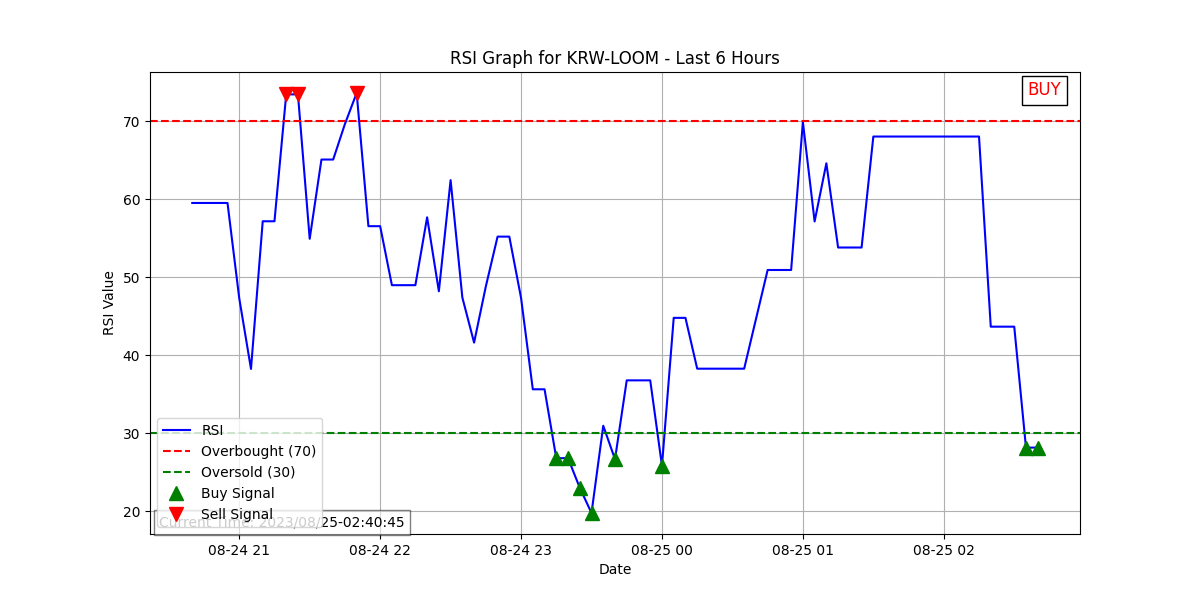 RSI Graph for KRW-LOOM - Last 6 Hours
BUY
RSI Value
70
60
50
40
30
20
RSI
Overbought (70)
Oversold (30)
Buy Signal
Sell Signal
Current Time: 2023/08/25-02:40:45
08-24 21
08-24 22
08-24 23
08-25 00
08-25 01
08-25 02
Date